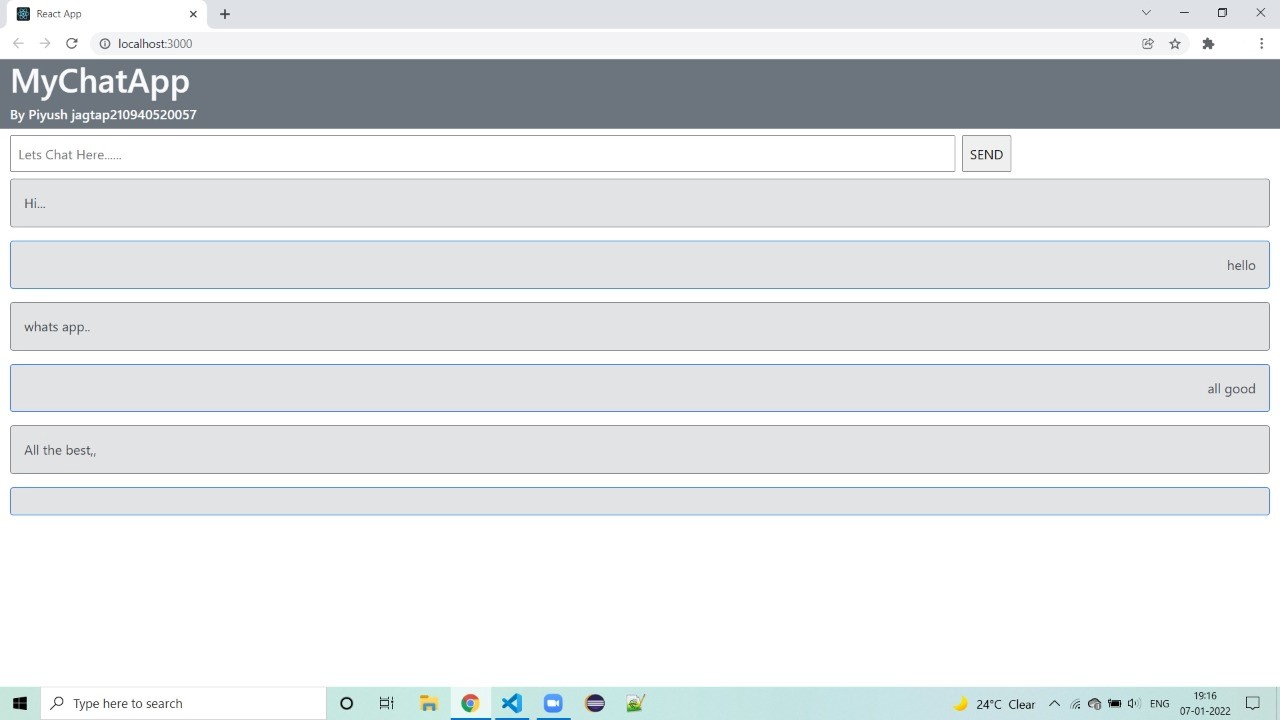 React App
localhost:3000
MyChatApp
By Piyush jagtap210940520057
Lets Chat Here......
SEND
Hi...
hello
whats app..
all good
All the best,,
Type here to search
24°C Clear
ENG
19:16
07-01-2022